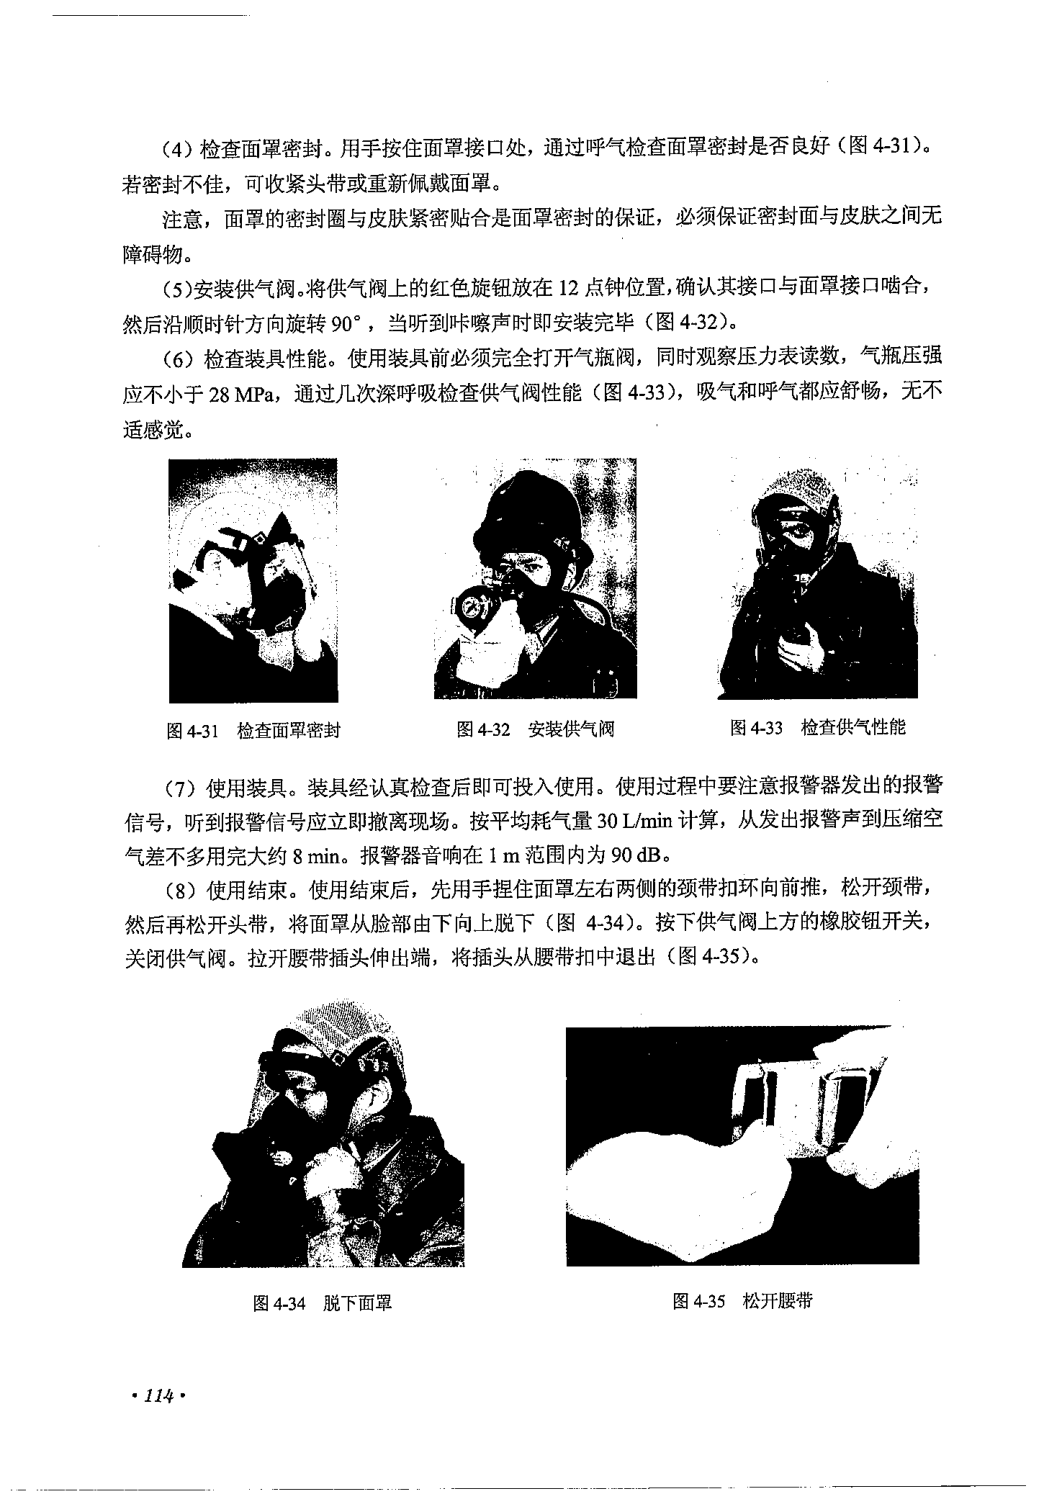 （4）检查面罩密封。用手按住面罩接口处，通过呼气检查面罩密封是否良好（图 4-31）。
若密封不佳，可收紧头带或重新佩戴面罩。
注意，面罩的密封圈与皮肤紧密贴合是面罩密封的保证，必须保证密封面与皮肤之间无
障碍物。
（5）安装供气阀。将供气阀上的红色旋钮放在 12 点钟位置，确认其接口与面罩接口啮合，
然后沿顺时针方向旋转 90°，当听到咔嚓声时即安装完毕（图 4-32）。
（6）检查装具性能。使用装具前必须完全打开气瓶阀，同时观察压力表读数，气瓶压强
应不小于 28 MPa，通过几次深呼吸检查供气阀性能（图 4-33），吸气和呼气都应舒畅，无不
适感觉。
图 4-31　检查面罩密封
图 4-32　安装供气阀
图 4-33　检查供气性能
（7）使用装具。装具经认真检查后即可投入使用。使用过程中要注意报警器发出的报警
信号，听到报警信号应立即撤离现场。按平均耗气量 30 L/min 计算，从发出报警声到压缩空
气差不多用完大约 8 min。报警器音响在 1 m 范围内为 90 dB。
（8）使用结束。使用结束后，先用手捏住面罩左右两侧的颈带扣环向前推，松开颈带，
然后再松开头带，将面罩从脸部由下向上脱下（图 4-34）。按下供气阀上方的橡胶钮开关，
关闭供气阀。拉开腰带插头伸出端，将插头从腰带扣中退出（图 4-35）。
图 4-34　脱下面罩
图 4-35　松开腰带
·114·